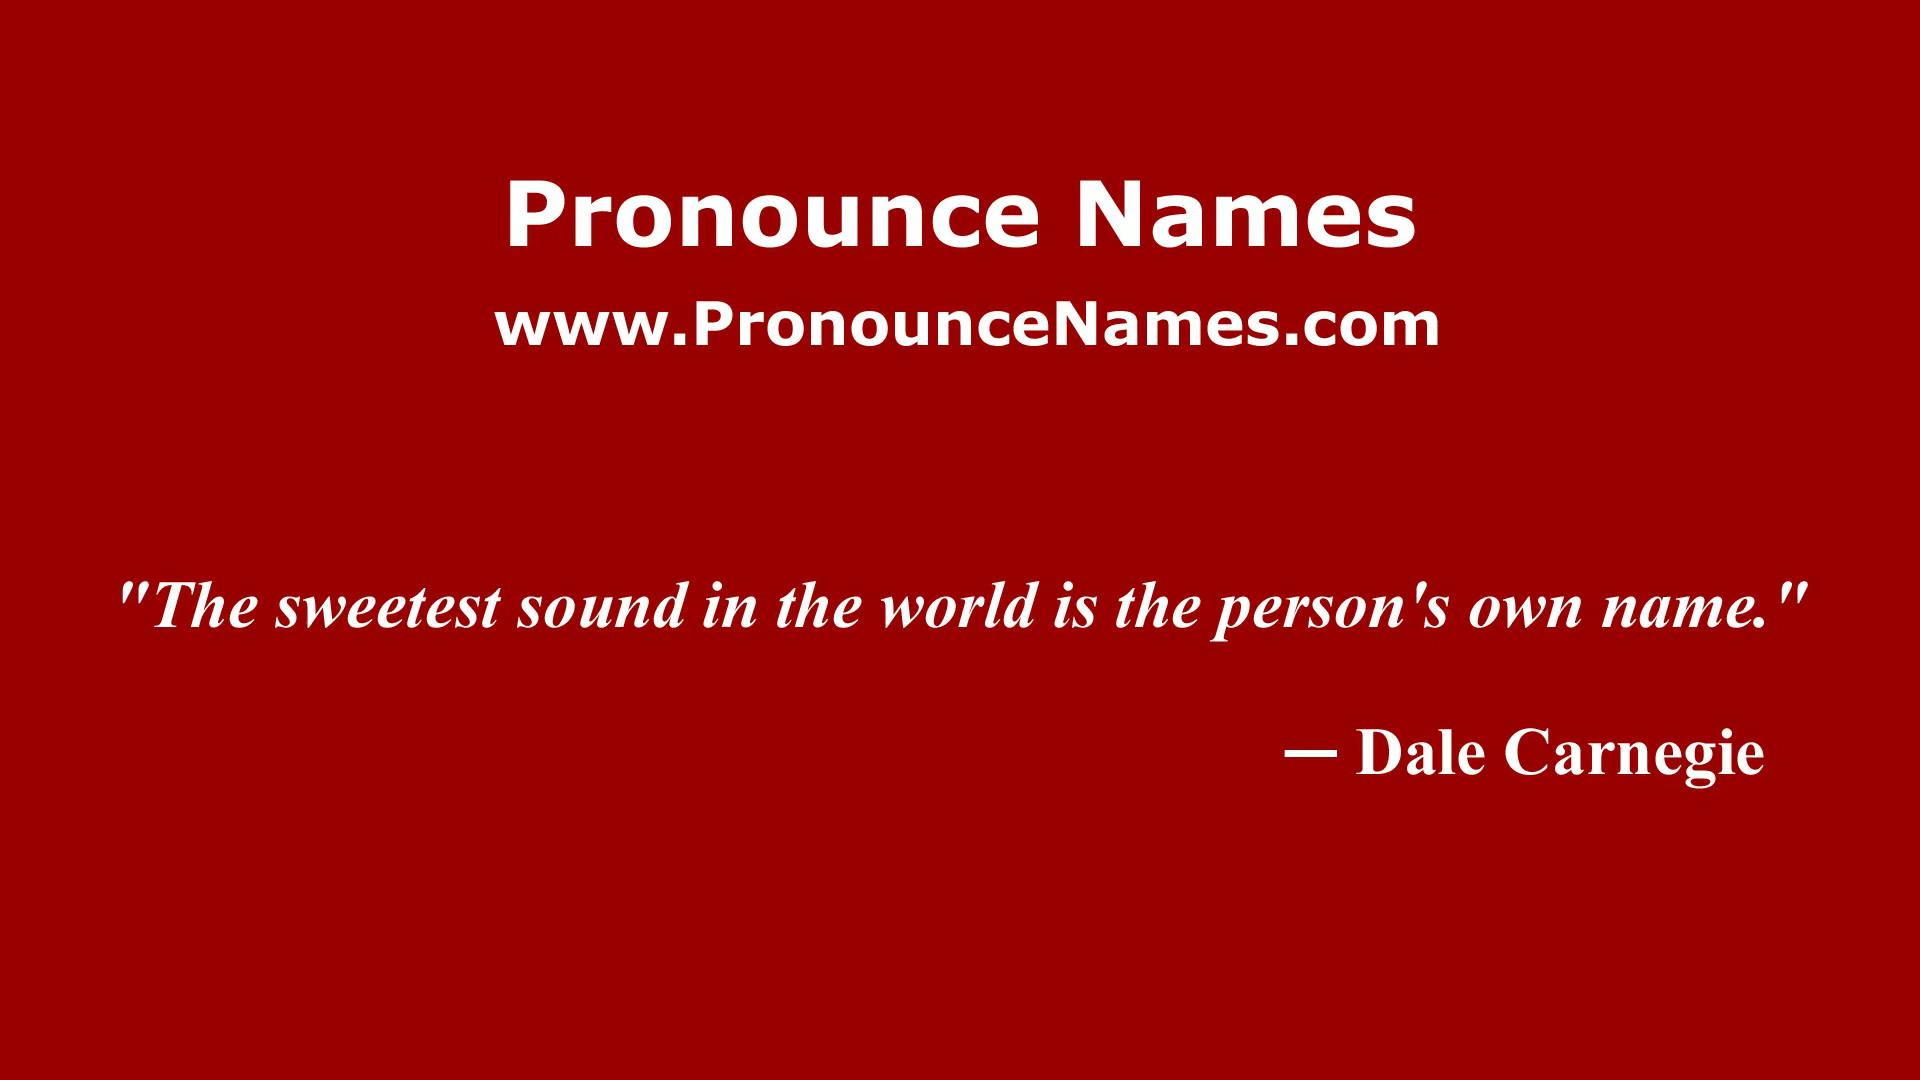 Pronounce Names
www.PronounceNames.com
"The sweetest sound in the world is the person's own name."
— Dale Carnegie